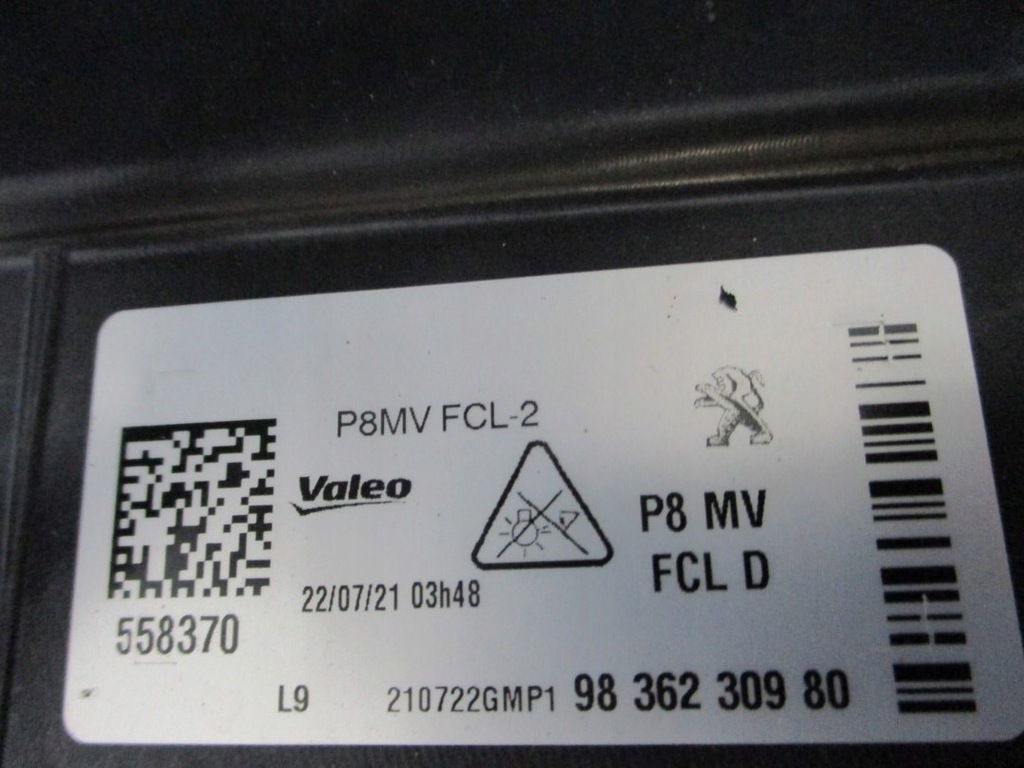 P8MV FCL-2
Valeo
P8 MV
FCL D
22/07/21 03h48
558370
L9 210722GMP1 98 362 309 80